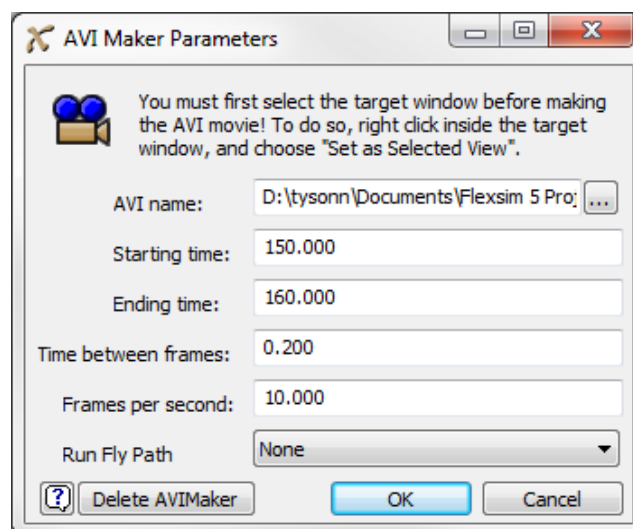 AVI Maker Parameters
You must first select the target window before making
the AVI movie! To do so, right click inside the target
window, and choose "Set as Selected View".
AVI name: D:\tysonn\Documents\Flexsim 5 Proj ...
Starting time: 150.000
Ending time: 160.000
Time between frames: 0.200
Frames per second: 10.000
Run Fly Path None
? Delete AVIMaker OK Cancel